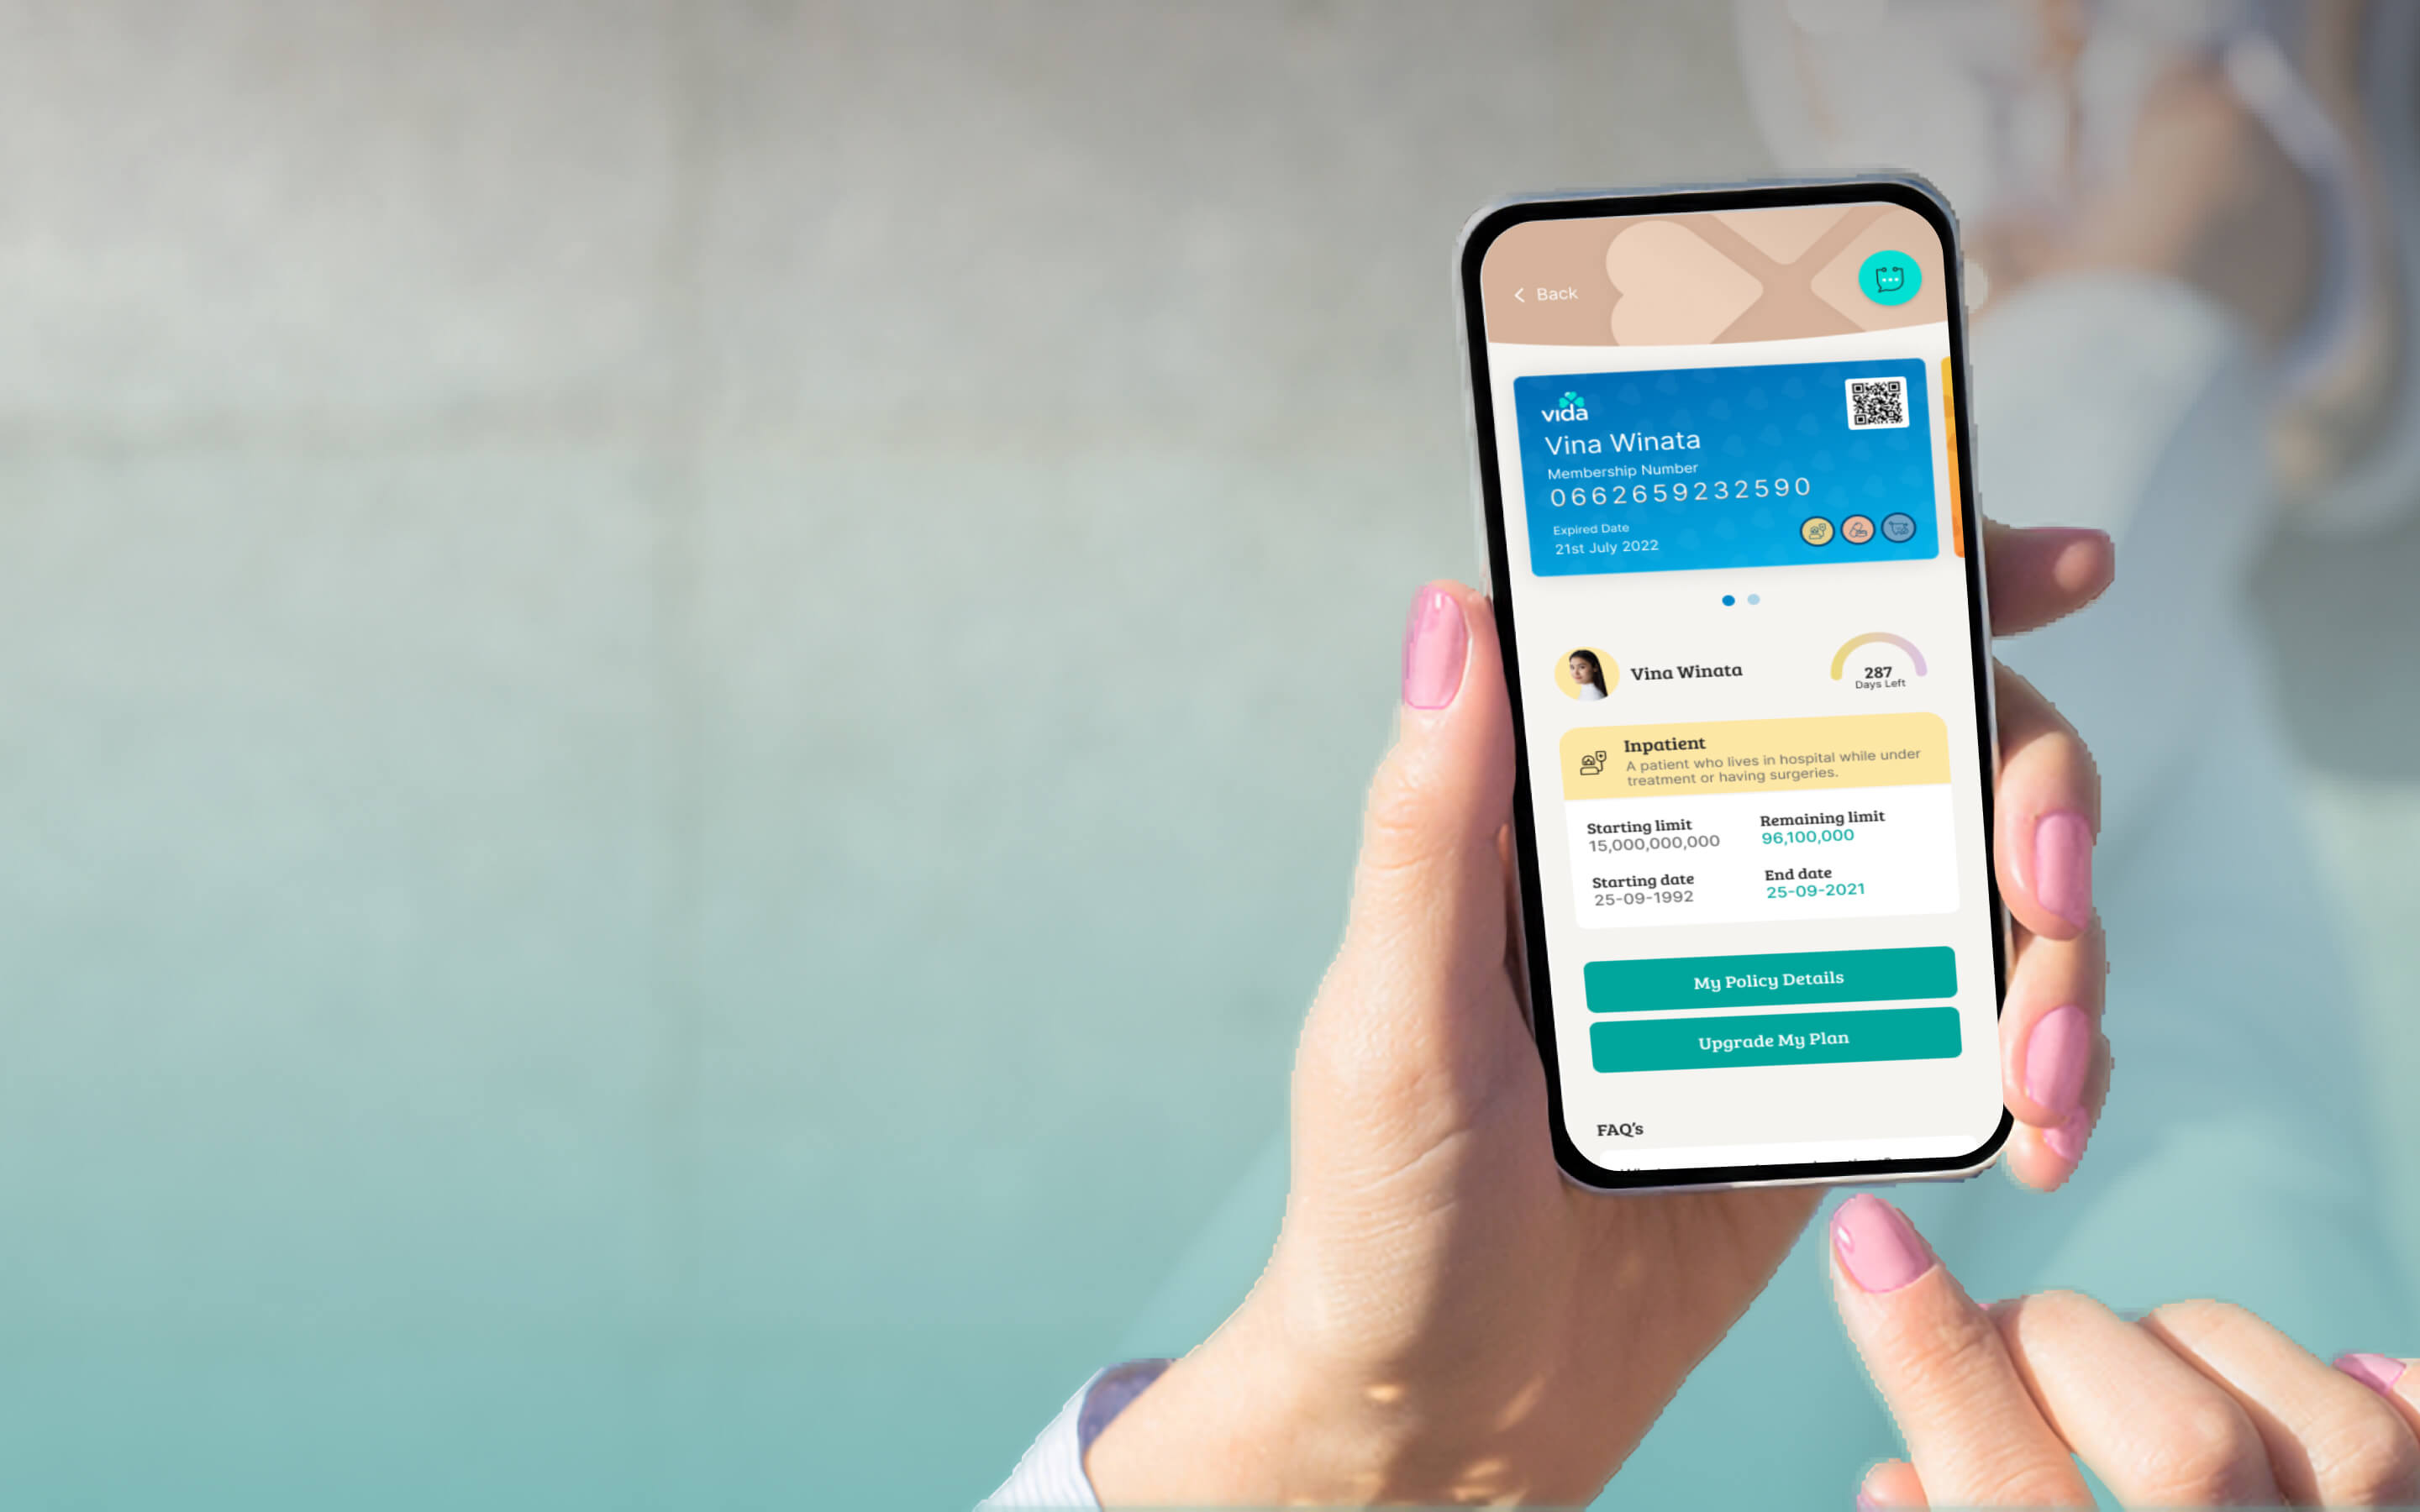 Back
vida
Vina Winata
Membership Number
0662659232590
Expired Date
21st July 2022
Vina Winata
287
Days Left
Inpatient
A patient who lives in hospital while under
treatment or having surgeries.
Starting limit
15,000,000,000
Remaining limit
96,100,000
Starting date
25-09-1992
End date
25-09-2021
My Policy Details
Upgrade My Plan
FAQ's